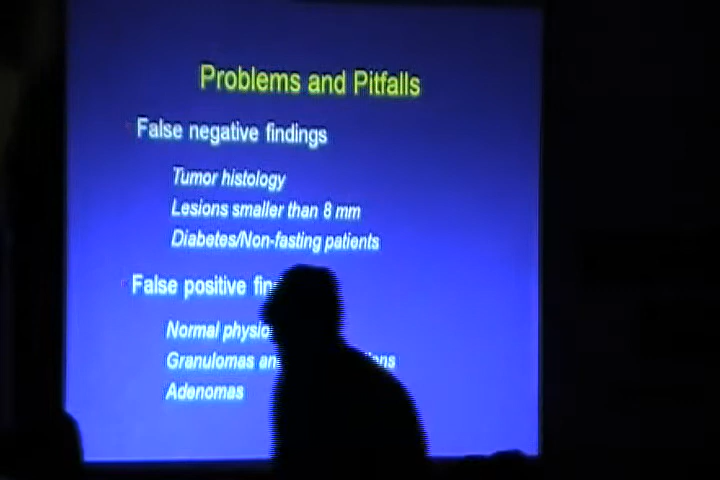 Problems and Pitfalls
False negative findings
Tumor histology
Lesions smaller than 8 mm
Diabetes/Non-fasting patients
False positive
Normal
Granulomas
Adenomas